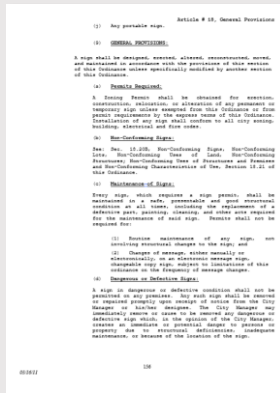 Article # 18, General Provisions
(j) Any portable sign.
(k) GENERAL PROVISIONS.
A sign shall be designed, erected, altered, reconstructed, moved,
and maintained in accordance with the provisions of this section
of this Ordinance unless specifically modified by another section
of this Ordinance.
(a) Permits Required:
A Zoning Permit shall be obtained for erection,
construction, relocation, or alteration of any permanent or
temporary sign unless exempted from this Ordinance or from
permit requirements by the express terms of this Ordinance.
Installation of any sign shall conform to all city zoning,
building, electrical and fire codes.
(b) Non-Conforming Signs:
See: Sec. 18.20B, Non-Conforming Signs, Non-Conforming
Lots, Non-Conforming Uses of Land, Non-Conforming
Structures, Non-Conforming Uses of Structures and Premises
and Non-Conforming Characteristics of Use, Section 18.21 of
this Ordinance.
(c) Maintenance of Signs:
Every sign, which requires a sign permit, shall be
maintained in a safe, presentable and good structural
condition at all times, including the replacement of a
defective part, painting, cleaning, and other acts required
for the maintenance of said sign. Permits shall not be
required for:
(1) Routine maintenance of any sign, not
involving structural changes to the sign; and
(2) Changes of message, either manually or
electronically, on an electronic message sign,
changeable copy sign, subject to limitations of this
ordinance on the frequency of message changes.
(d) Dangerous or Defective Signs:
A sign in dangerous or defective condition shall not be
permitted on any premises. Any such sign shall be removed
or repaired promptly upon receipt of notice from the City
Manager or his/her designee. The City Manager may
immediately remove or cause to be removed any dangerous or
defective sign which, in the opinion of the City Manager,
creates an immediate or potential danger to persons or
property due to structural deficiencies, inadequate
maintenance, or because of the location of the sign.